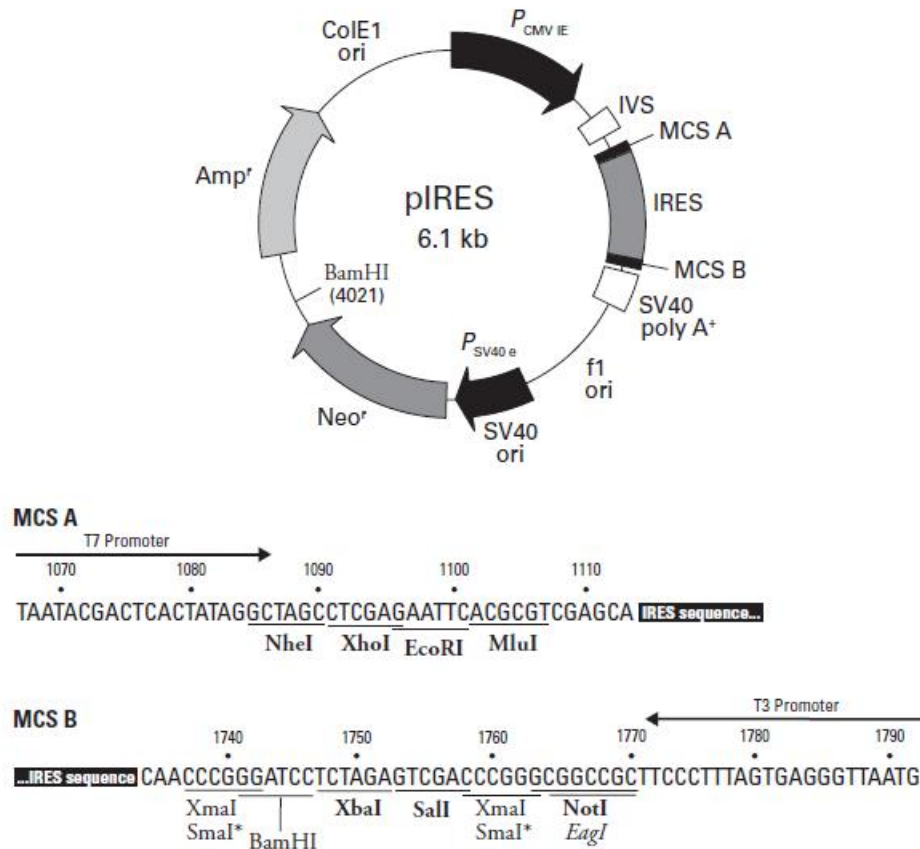 P CMV IE
ColE1
ori
IVS
MCS A
Ampʳ
pIRES
6.1 kb
IRES
BamHI
(4021)
MCS B
SV40
poly A⁺
P SV40 e
f1
ori
Neoʳ
SV40
ori
MCS A
T7 Promoter
1070 1080 1090 1100 1110
TAATACGACTCACTATAGGCTAGCCTCGAGAATTCACGCGTCGAGCA IRES sequence...
NheI XhoI EcoRI MluI
MCS B
T3 Promoter
1740 1750 1760 1770 1780 1790
...IRES sequence CAACCCGGGATCCTCTAGAGTCGACCCGGGCGGCCGCTTCCCTTTAGTGAGGGTTAATG
XmaI XbaI SalI XmaI NotI
SmaI* BamHI SmaI* EagI